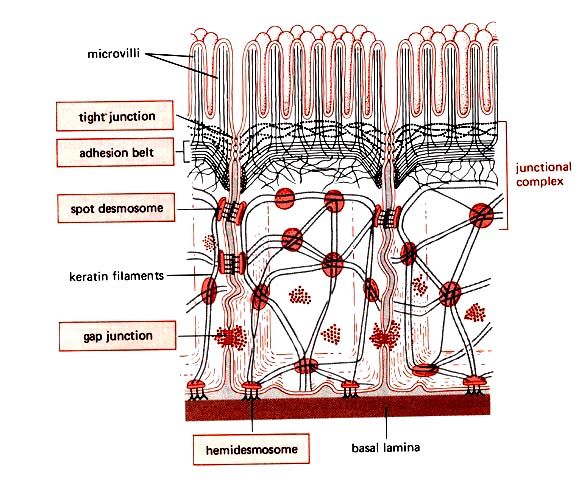 microvilli
tight junction
adhesion belt
junctional
complex
spot desmosome
keratin filaments
gap junction
hemidesmosome
basal lamina